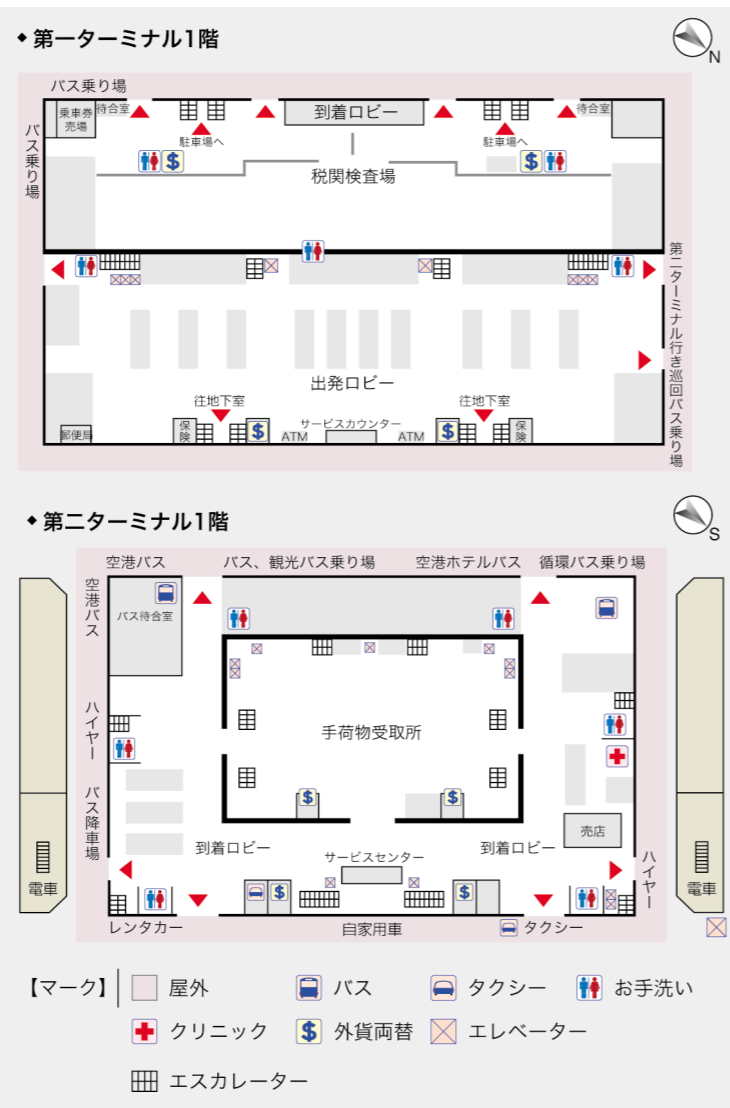 ◆ 第一ターミナル1階
N
バス乗り場
バス乗り場
乗車券
売場
待合室
到着ロビー
待合室
駐車場へ
駐車場へ
税関検査場
第二ターミナル行き巡回バス乗り場
出発ロビー
往地下室
往地下室
郵便局
保険
ATM
サービスカウンター
ATM
保険
◆ 第二ターミナル1階
S
空港バス
バス、観光バス乗り場
空港ホテルバス
循環バス乗り場
空港バス
バス待合室
ハイヤー
手荷物受取所
バス降車場
売店
到着ロビー
サービスセンター
到着ロビー
ハイヤー
電車
電車
レンタカー
自家用車
タクシー
【マーク】
屋外
バス
タクシー
お手洗い
クリニック
外貨両替
エレベーター
エスカレーター